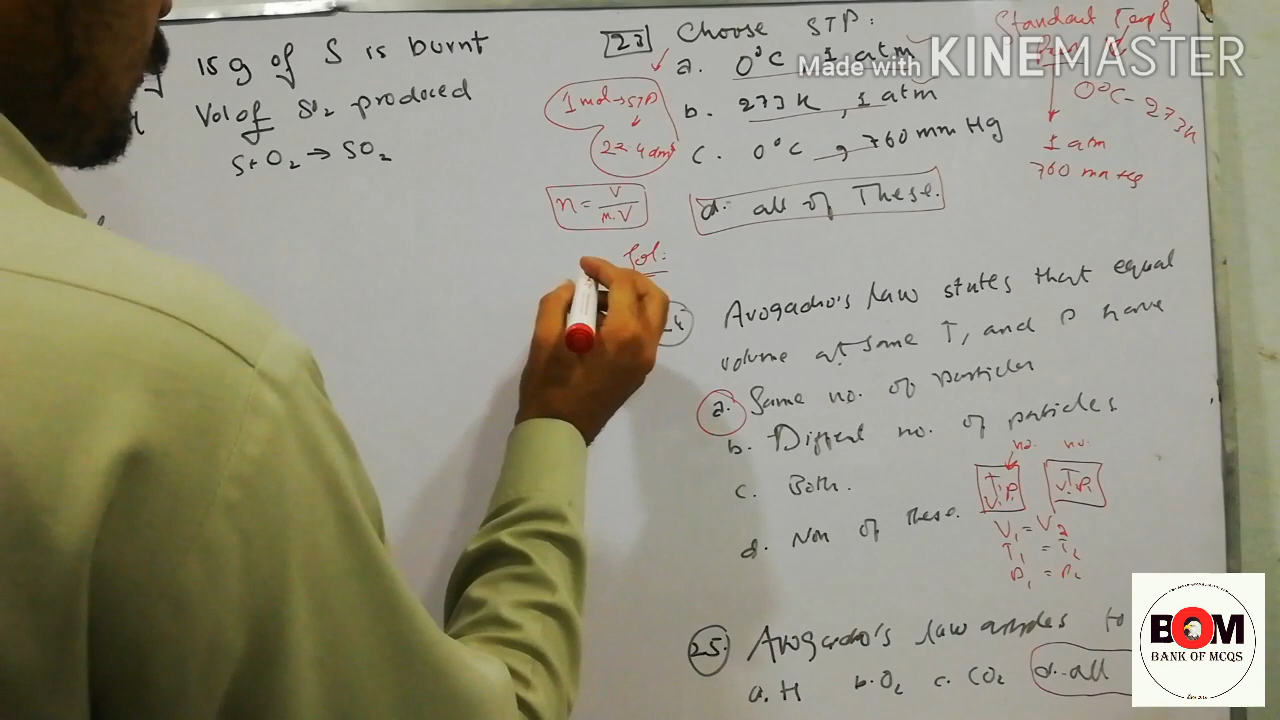 15 g of S is burnt
Vol of SO2 produced
S + O2 → SO2
23 Choose STP:
a. 0°C, 1 atm
b. 273 K, 1 atm
c. 0°C, 760 mm Hg
d. all of These.
1 mol → STP
22.4 dm³
n = V / M.V
Sol:
Standard Temp &
0°C - 273K
1 atm
760 mm Hg
Made with KINEMASTER
24 Avogadro's law states that equal
volume at same T, and P have
a. Same no. of particles
b. Differnt no. of particles
c. Both.
d. Non of these.
no. no.
T.P. V. T.P. V.
V1 = V2
T1 = T2
P1 = P2
25. Avogadro's law applies to
a. H b. O2 c. CO2 d. all
BOM
BANK OF MCQS